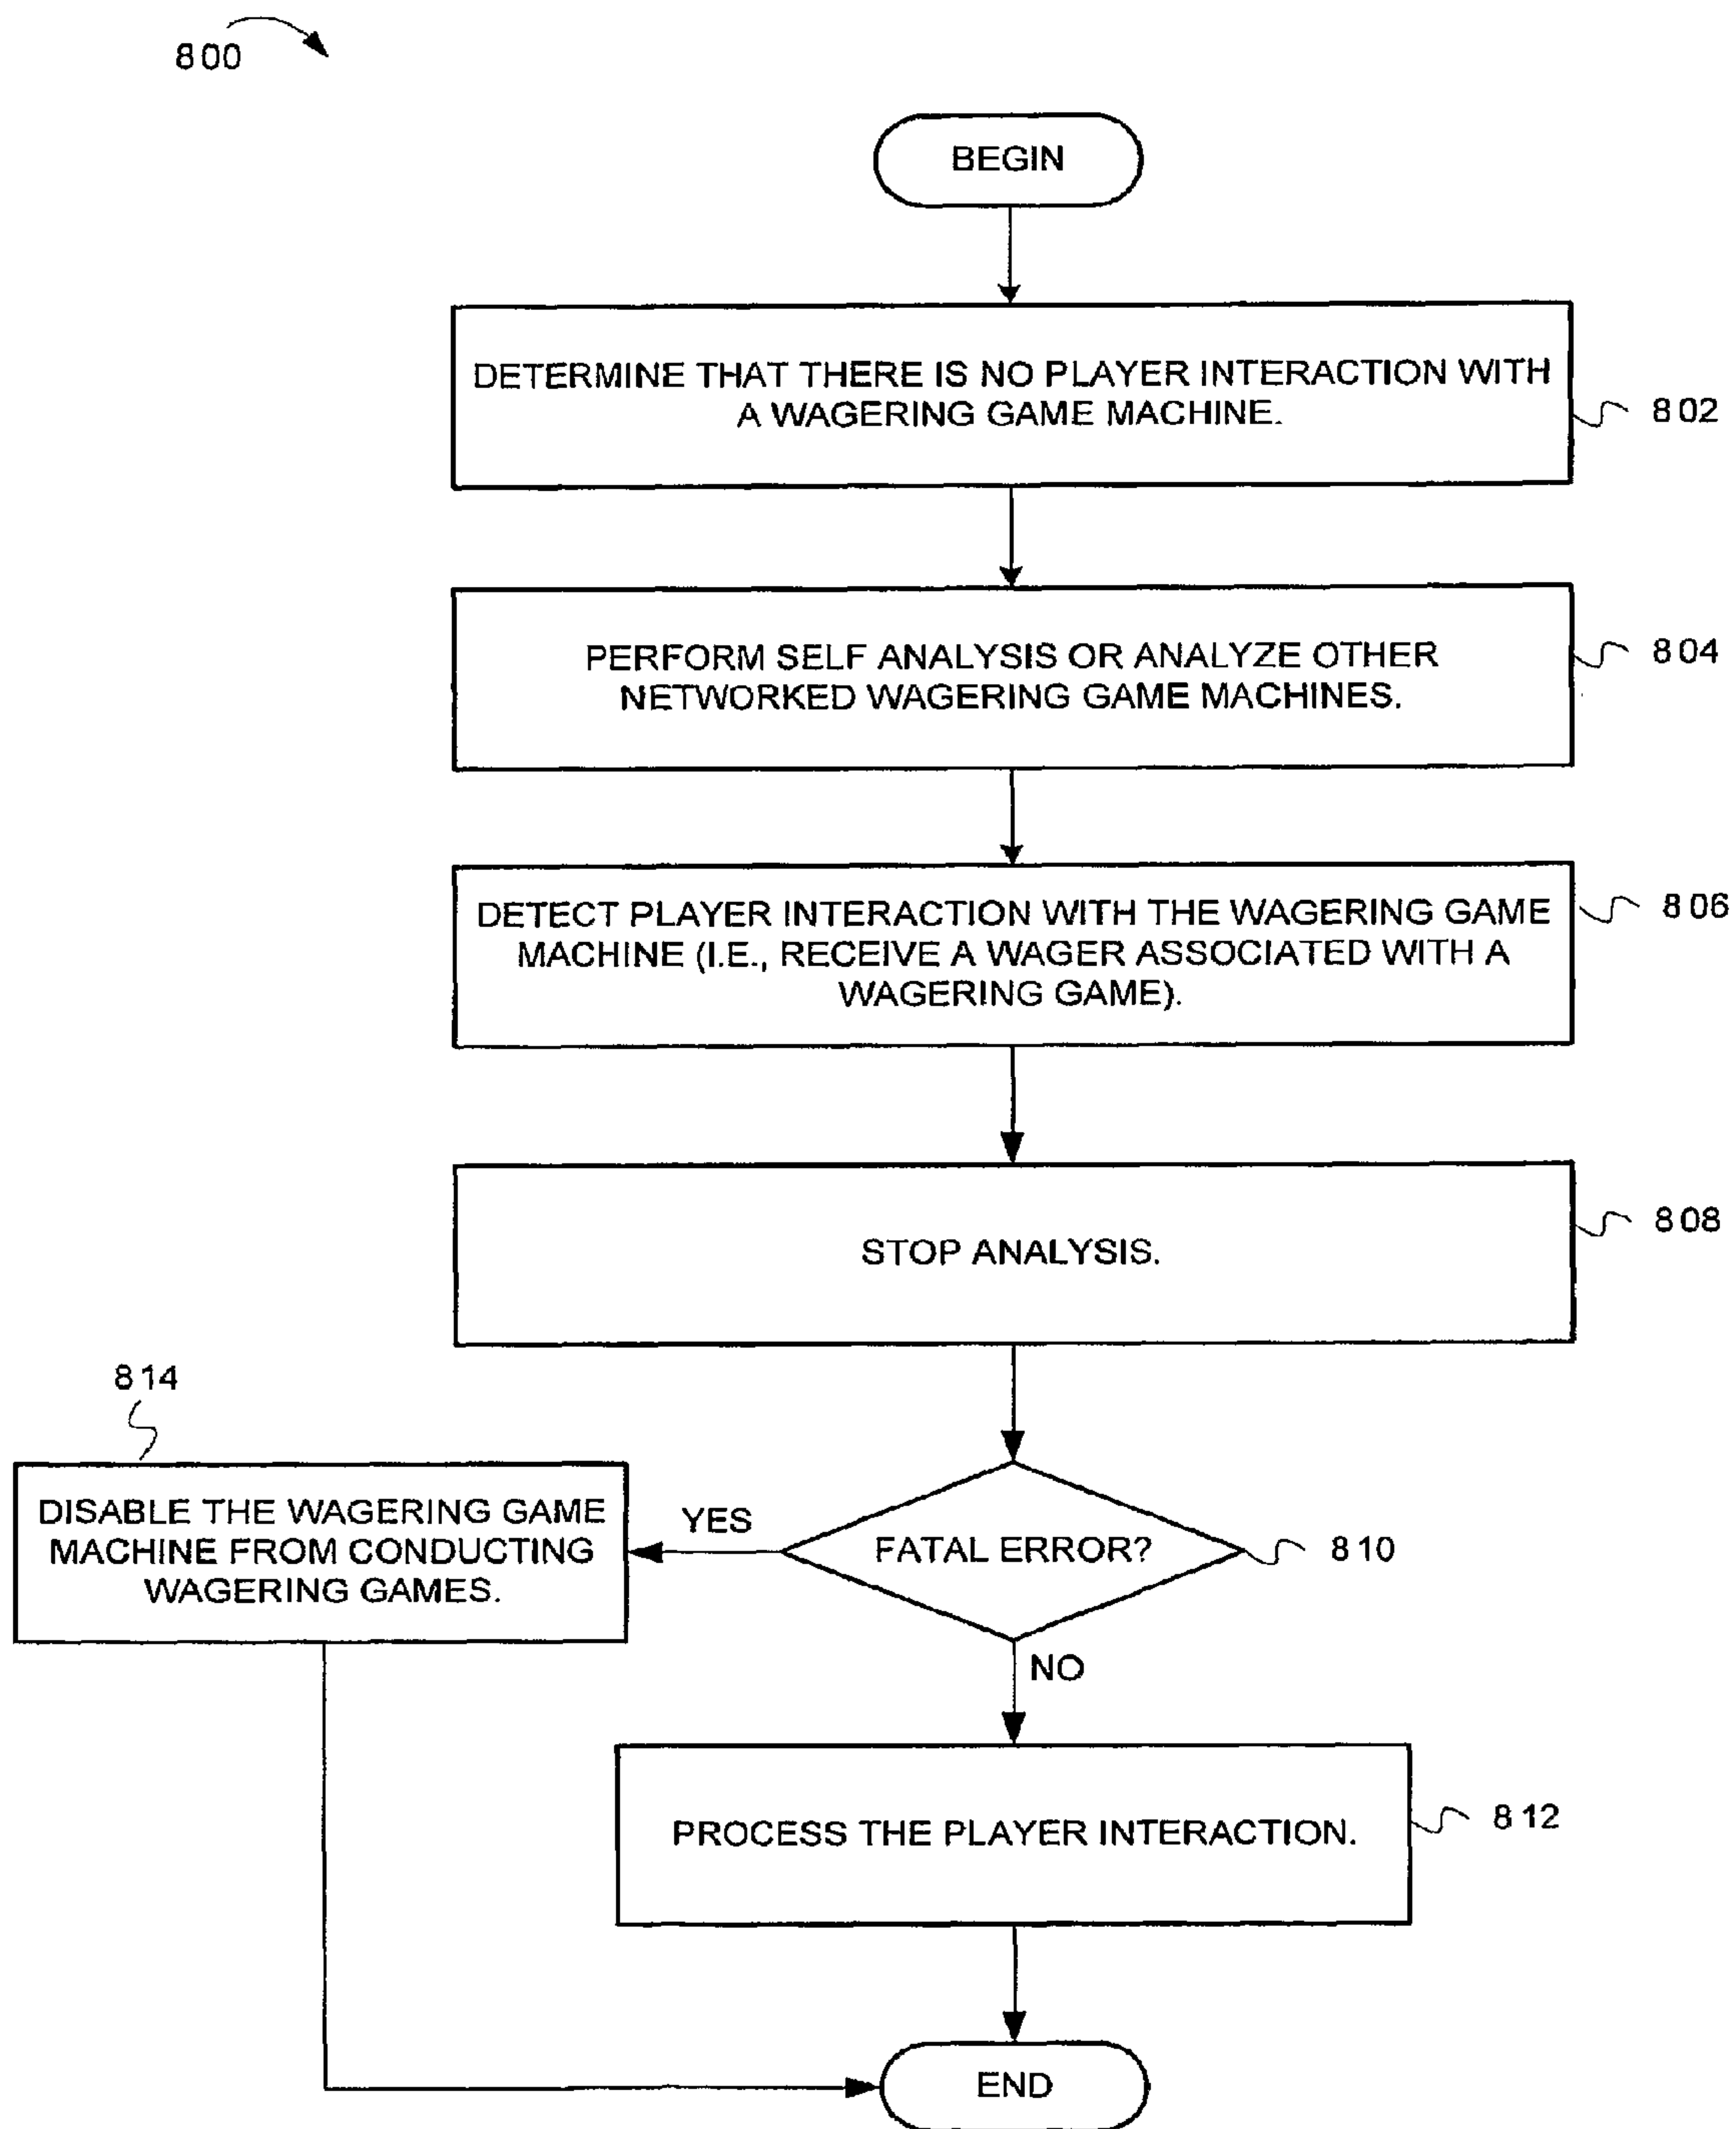 800
BEGIN
DETERMINE THAT THERE IS NO PLAYER INTERACTION WITH
A WAGERING GAME MACHINE.
802
PERFORM SELF ANALYSIS OR ANALYZE OTHER
NETWORKED WAGERING GAME MACHINES.
804
DETECT PLAYER INTERACTION WITH THE WAGERING GAME
MACHINE (I.E., RECEIVE A WAGER ASSOCIATED WITH A
WAGERING GAME).
806
STOP ANALYSIS.
808
814
DISABLE THE WAGERING GAME
MACHINE FROM CONDUCTING
WAGERING GAMES.
YES
FATAL ERROR?
810
NO
PROCESS THE PLAYER INTERACTION.
812
END